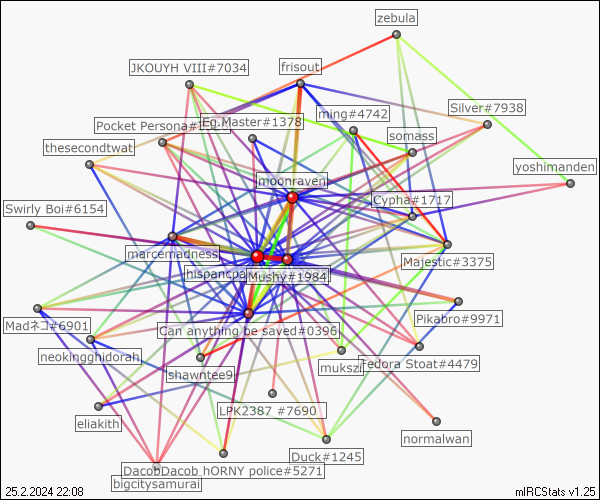 zebula
JKOUYH VIII#7034
frisout
Silver#7938
ming#4742
Eg.Master#1378
Pocket Persona#
somass
thesecondtwat
yoshimanden
moonraven
Cypha#1717
Swirly Boi#6154
marcemadness
Majestic#3375
Mushy#1984
Pikabro#9971
Madネコ#6901
Can anything be saved#0396
neokingghidorah
Fedora Stoat#4479
shawntee9
mukszi
LPK2387 #7690
eliakith
normalwan
Duck#1245
DacobDacob hORNY police#5271
bigcitysamurai
25.2.2024 22:08
mIRCStats v1.25